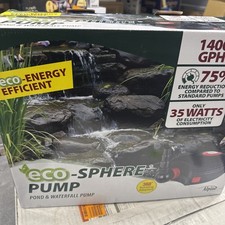 1400
GPH
eco-ENERGY
EFFICIENT
75%
ENERGY REDUCTION
COMPARED TO
STANDARD PUMPS
ONLY
35 WATTS
OF ELECTRICITY
CONSUMPTION
eco-SPHERE
PUMP
POND & WATERFALL PUMP